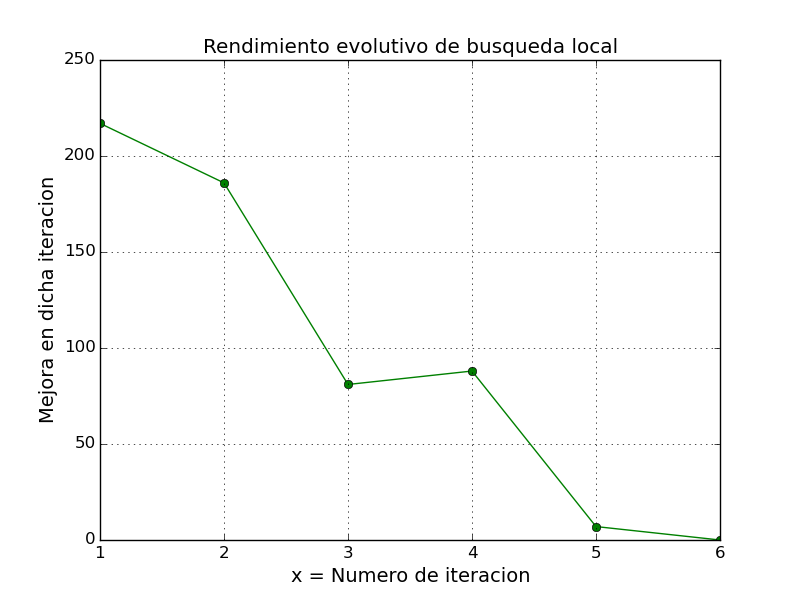 Rendimiento evolutivo de busqueda local
250
200
150
100
50
0
Mejora en dicha iteracion
1 2 3 4 5 6
x = Numero de iteracion